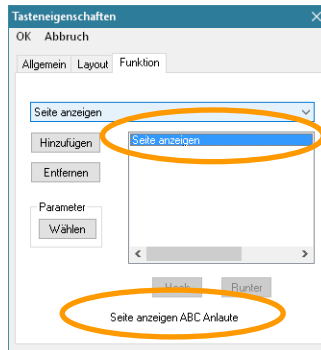 Tasteneigenschaften
OK Abbruch
Allgemein Layout Funktion
Seite anzeigen
Hinzufügen
Seite anzeigen
Entfernen
Parameter
Wählen
Hoch Runter
Seite anzeigen ABC Anlaute